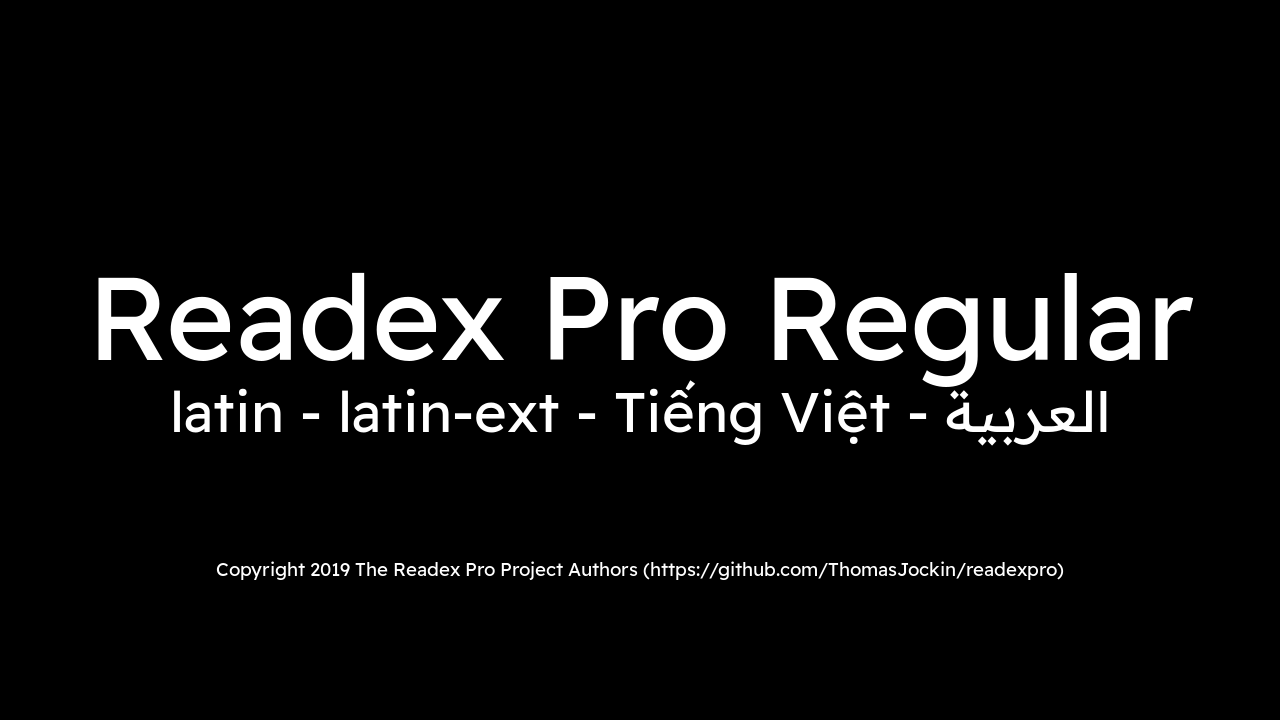 Readex Pro Regular
latin - latin-ext - Tiếng Việt - العربية
Copyright 2019 The Readex Pro Project Authors (https://github.com/ThomasJockin/readexpro)